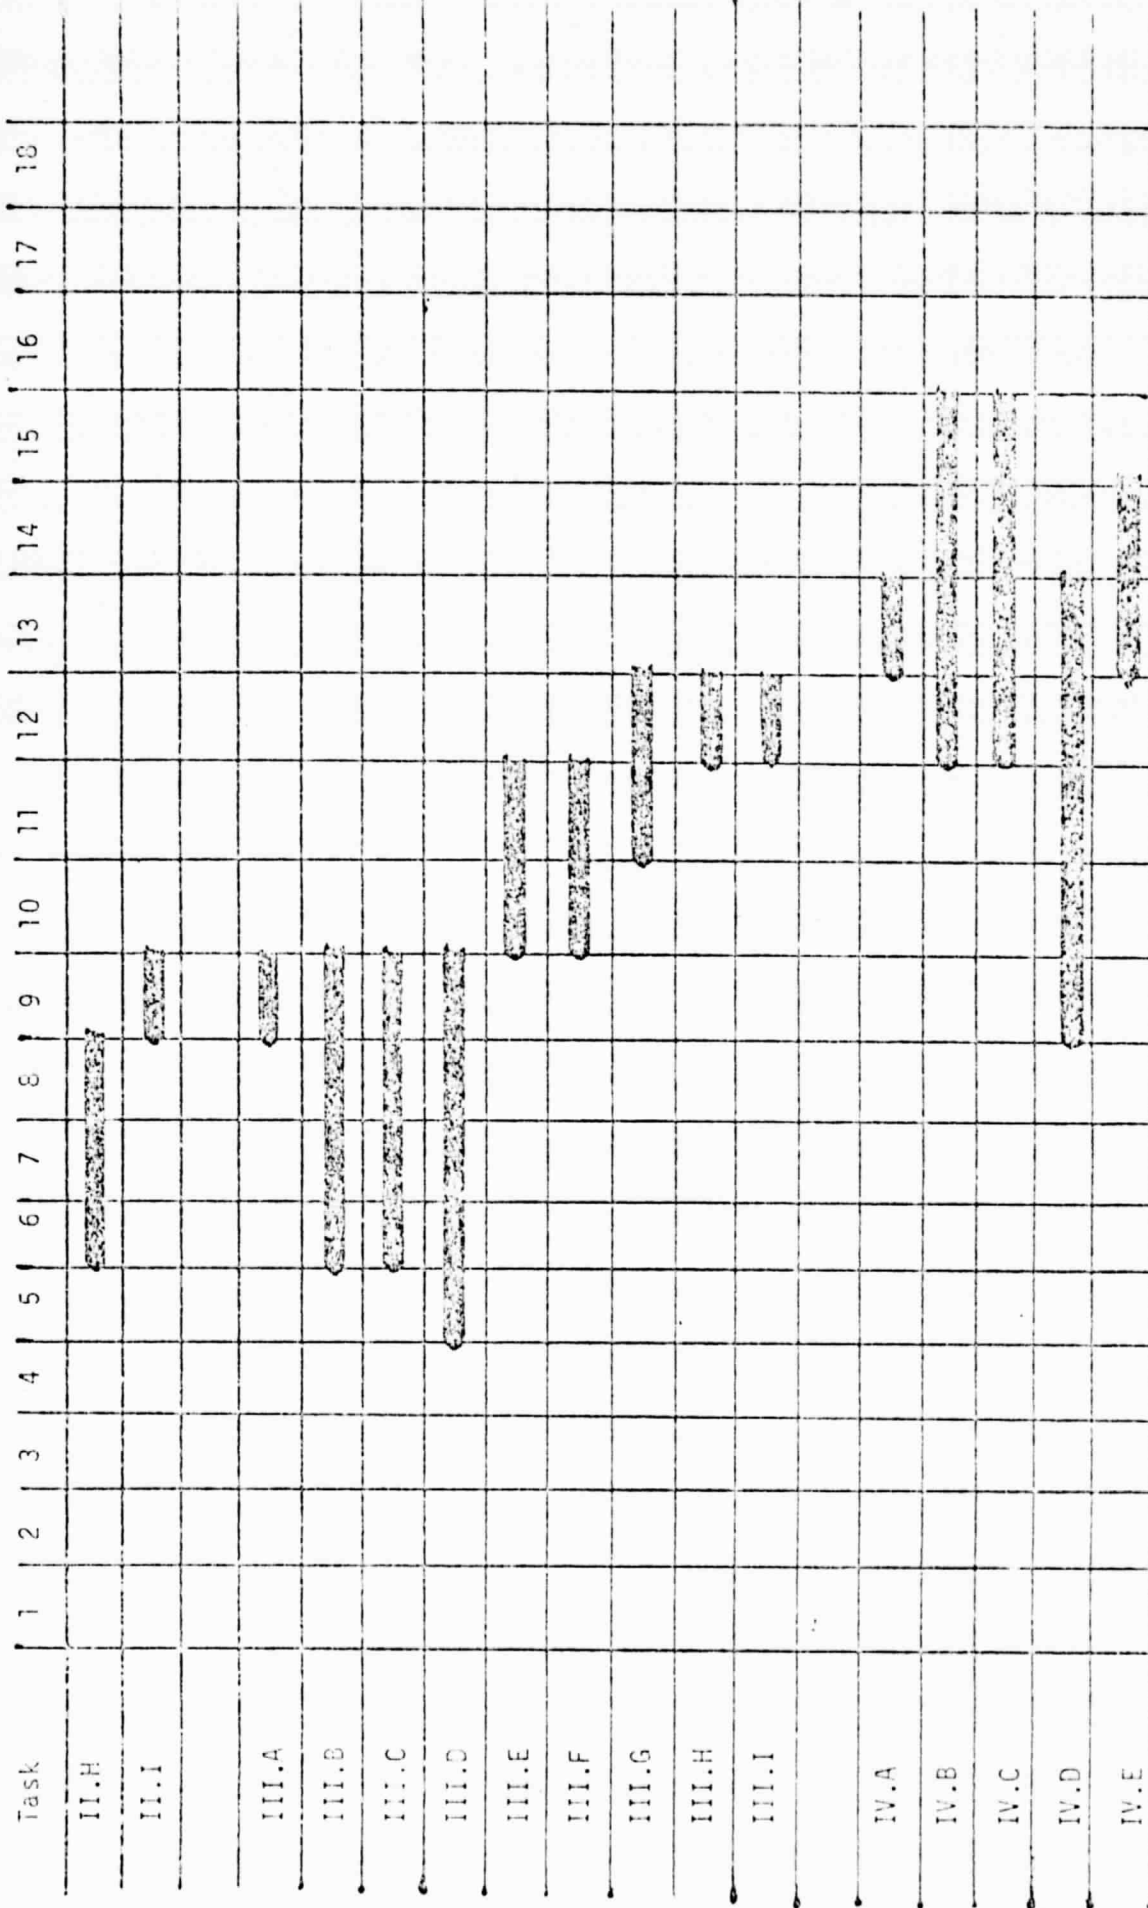 Task 1 2 3 4 5 6 7 8 9 10 11 12 13 14 15 16 17 18
II.H
II.I
III.A
III.B
III.C
III.D
III.E
III.F
III.G
III.H
III.I
IV.A
IV.B
IV.C
IV.D
IV.E